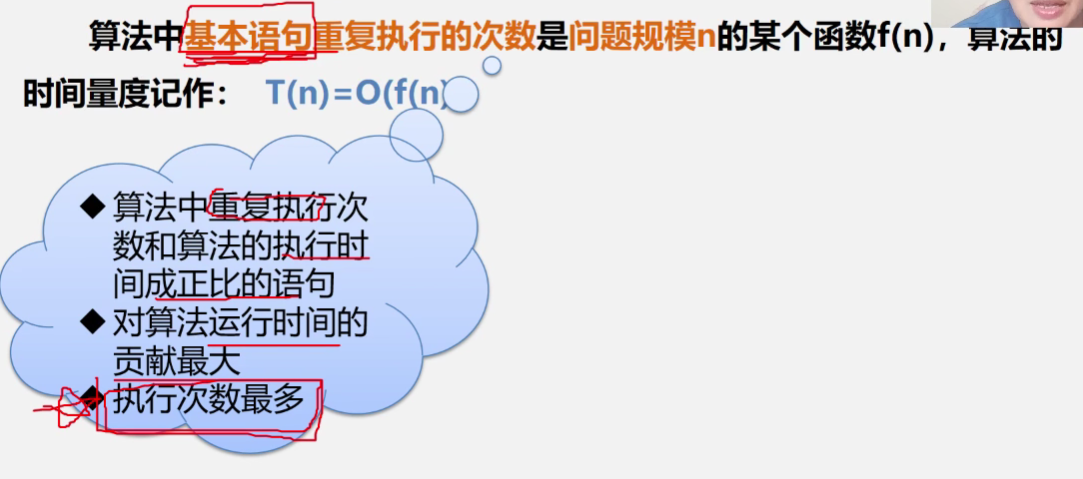 算法中基本语句重复执行的次数是问题规模n的某个函数f(n)，算法的
时间量度记作： T(n)=O(f(n)
◆ 算法中重复执行次
数和算法的执行时
间成正比的语句
◆ 对算法运行时间的
贡献最大
◆ 执行次数最多